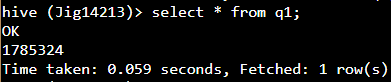 hive (Jig14213)> select * from q1;
OK
1785324
Time taken: 0.059 seconds, Fetched: 1 row(s)